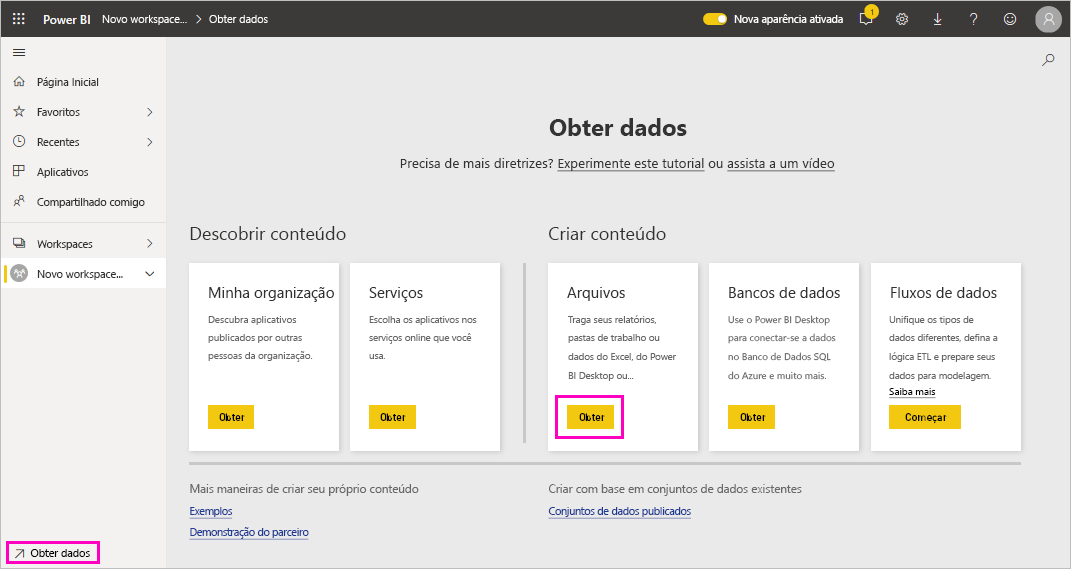 Power BI Novo workspace... > Obter dados
Nova aparência ativada
1
Página Inicial
Favoritos
Recentes
Aplicativos
Compartilhado comigo
Workspaces
Novo workspace...
Obter dados
Obter dados
Precisa de mais diretrizes? Experimente este tutorial ou assista a um vídeo
Descobrir conteúdo
Minha organização
Descubra aplicativos
publicados por outras
pessoas da organização.
Obter
Serviços
Escolha os aplicativos nos
serviços online que você
usa.
Obter
Criar conteúdo
Arquivos
Traga seus relatórios,
pastas de trabalho ou
dados do Excel, do Power
BI Desktop ou...
Obter
Bancos de dados
Use o Power BI Desktop
para conectar-se a dados
no Banco de Dados SQL
do Azure e muito mais.
Obter
Fluxos de dados
Unifique os tipos de
dados diferentes, defina a
lógica ETL e prepare seus
dados para modelagem.
Saiba mais
Começar
Mais maneiras de criar seu próprio conteúdo
Exemplos
Demonstração do parceiro
Criar com base em conjuntos de dados existentes
Conjuntos de dados publicados